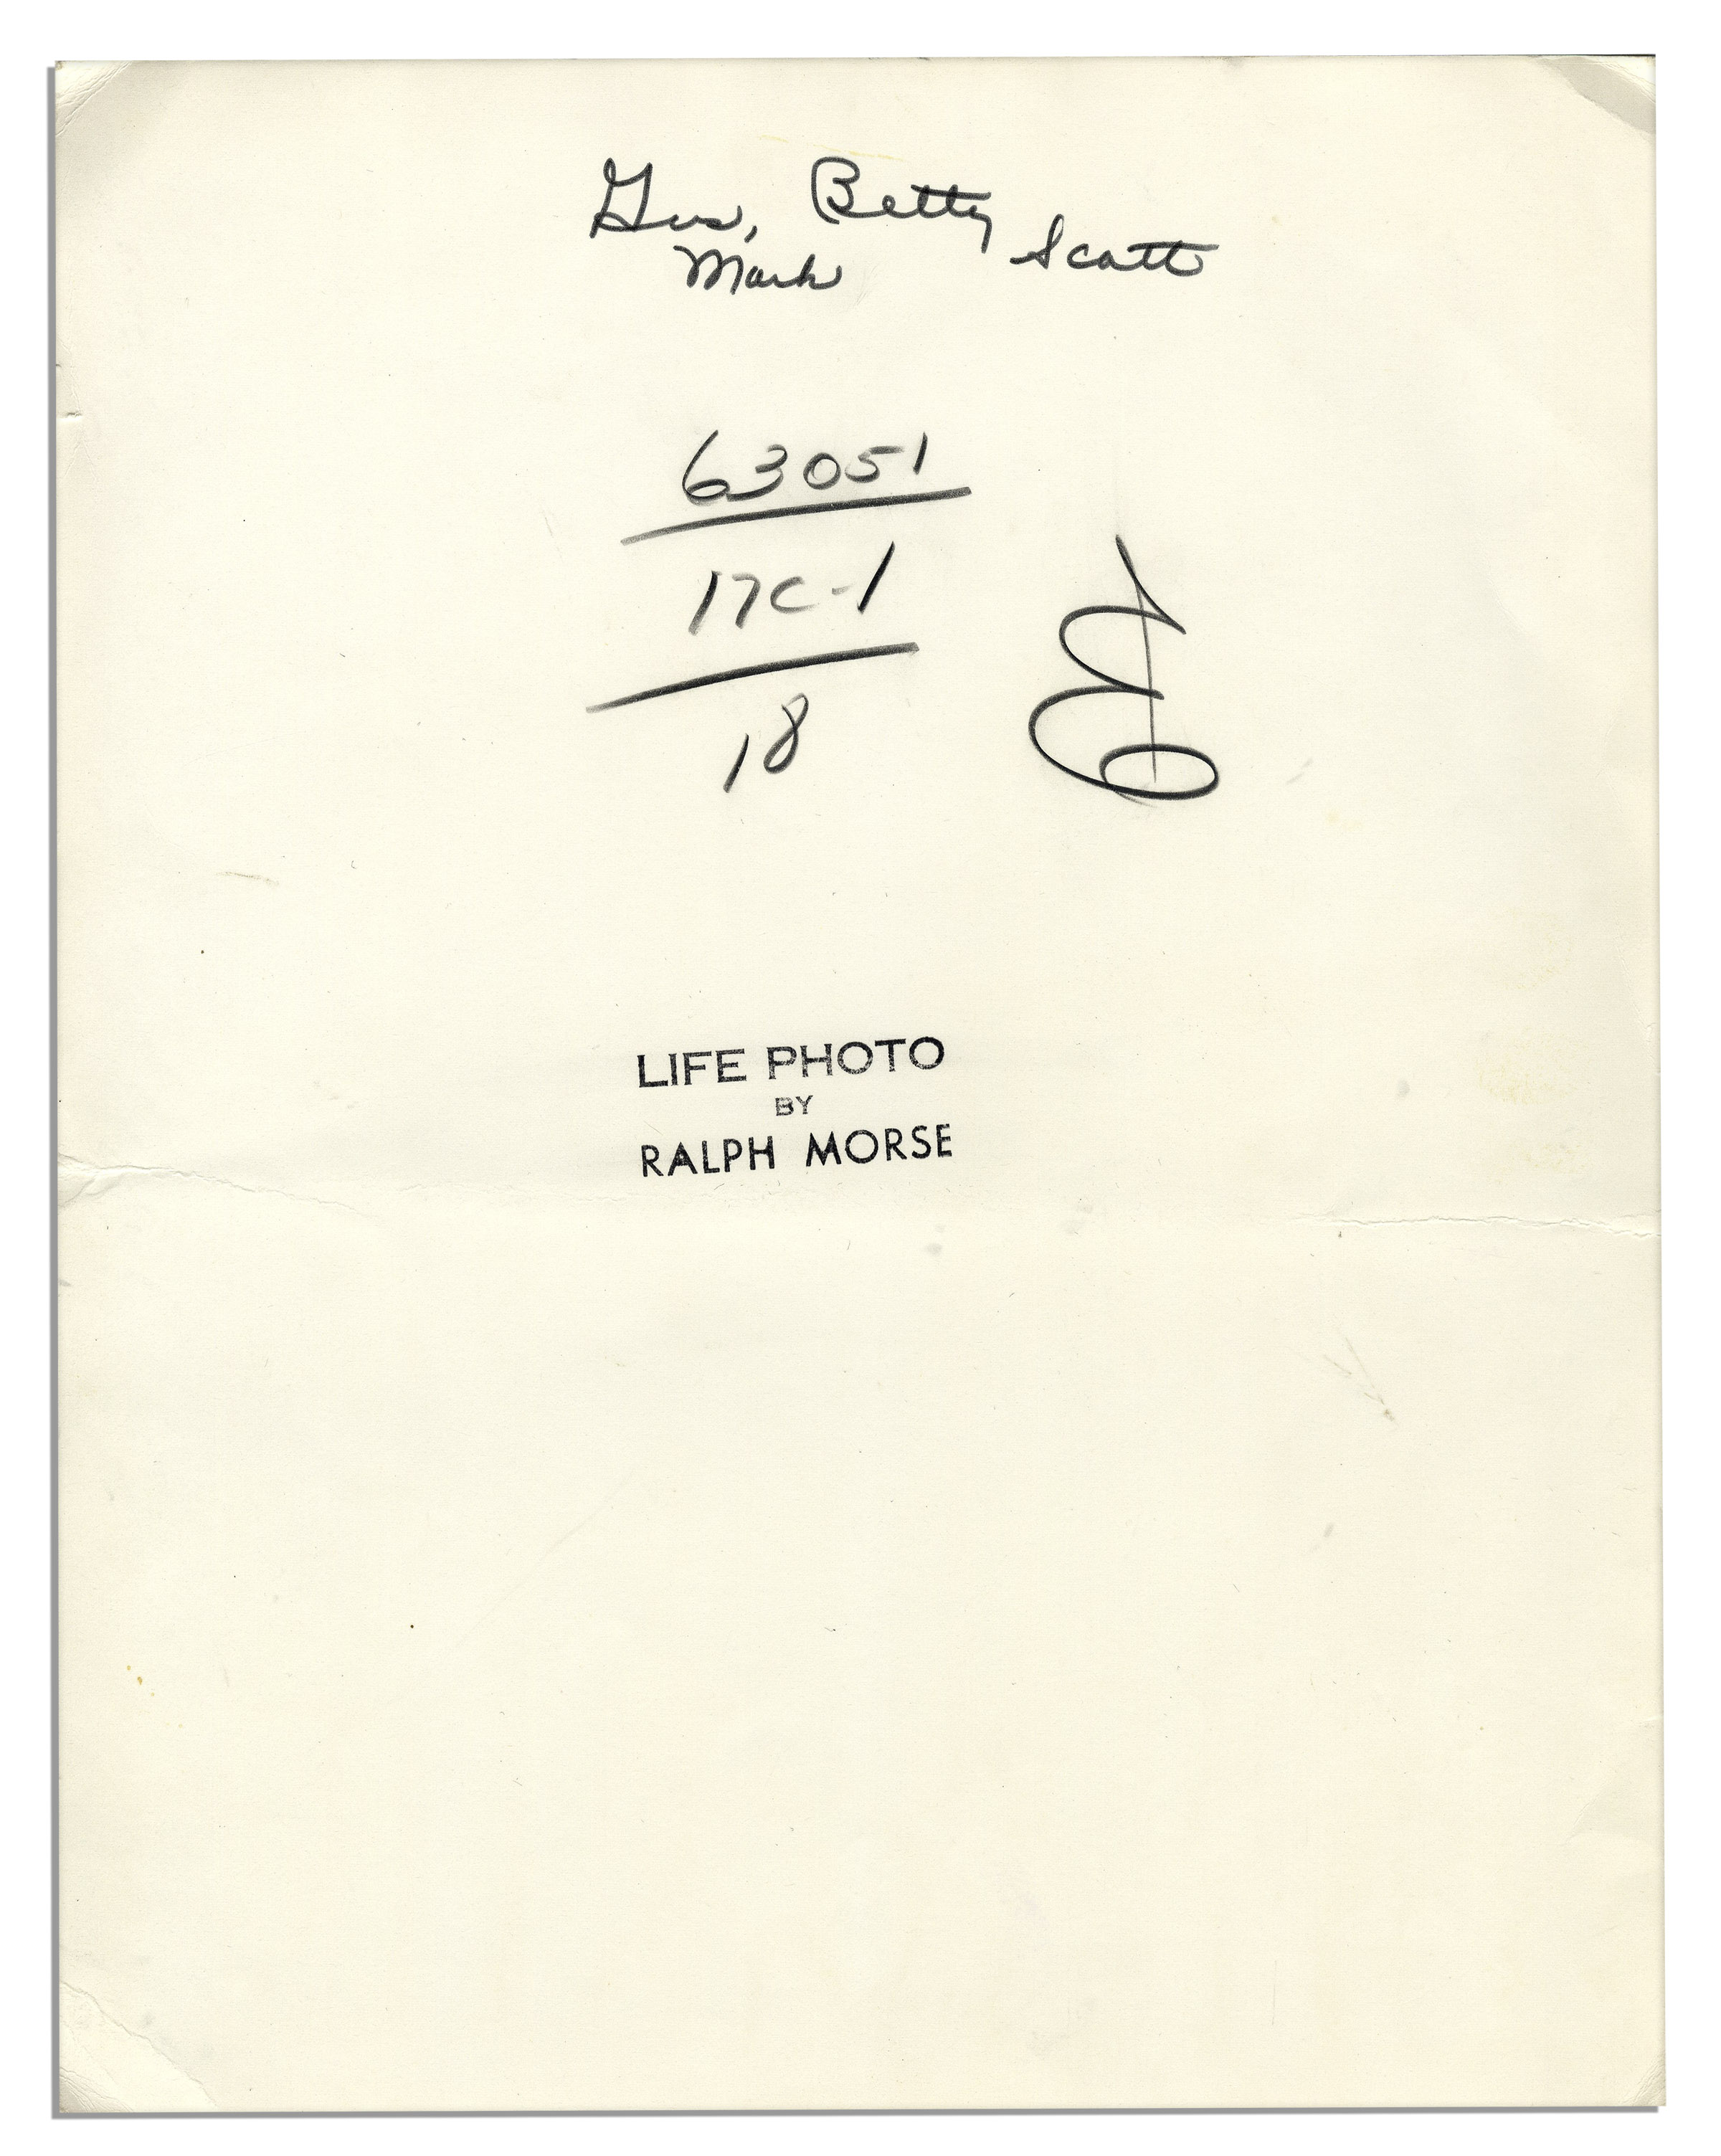 Gus, Betty Scott
Mark
63051
17C-1
18
LIFE PHOTO
BY
RALPH MORSE